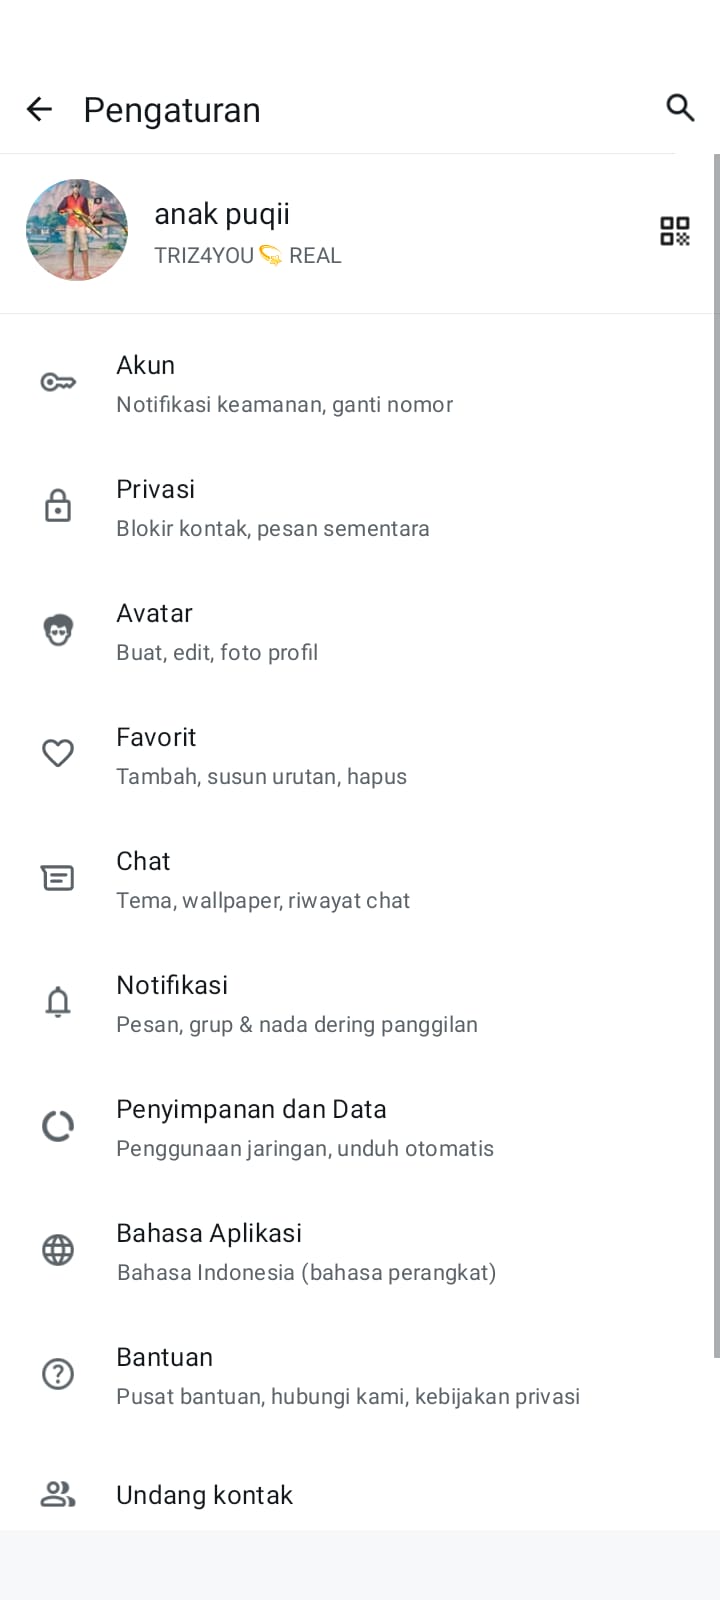 Pengaturan
anak puqii
TRIZ4YOU💫 REAL
Akun
Notifikasi keamanan, ganti nomor
Privasi
Blokir kontak, pesan sementara
Avatar
Buat, edit, foto profil
Favorit
Tambah, susun urutan, hapus
Chat
Tema, wallpaper, riwayat chat
Notifikasi
Pesan, grup & nada dering panggilan
Penyimpanan dan Data
Penggunaan jaringan, unduh otomatis
Bahasa Aplikasi
Bahasa Indonesia (bahasa perangkat)
Bantuan
Pusat bantuan, hubungi kami, kebijakan privasi
Undang kontak